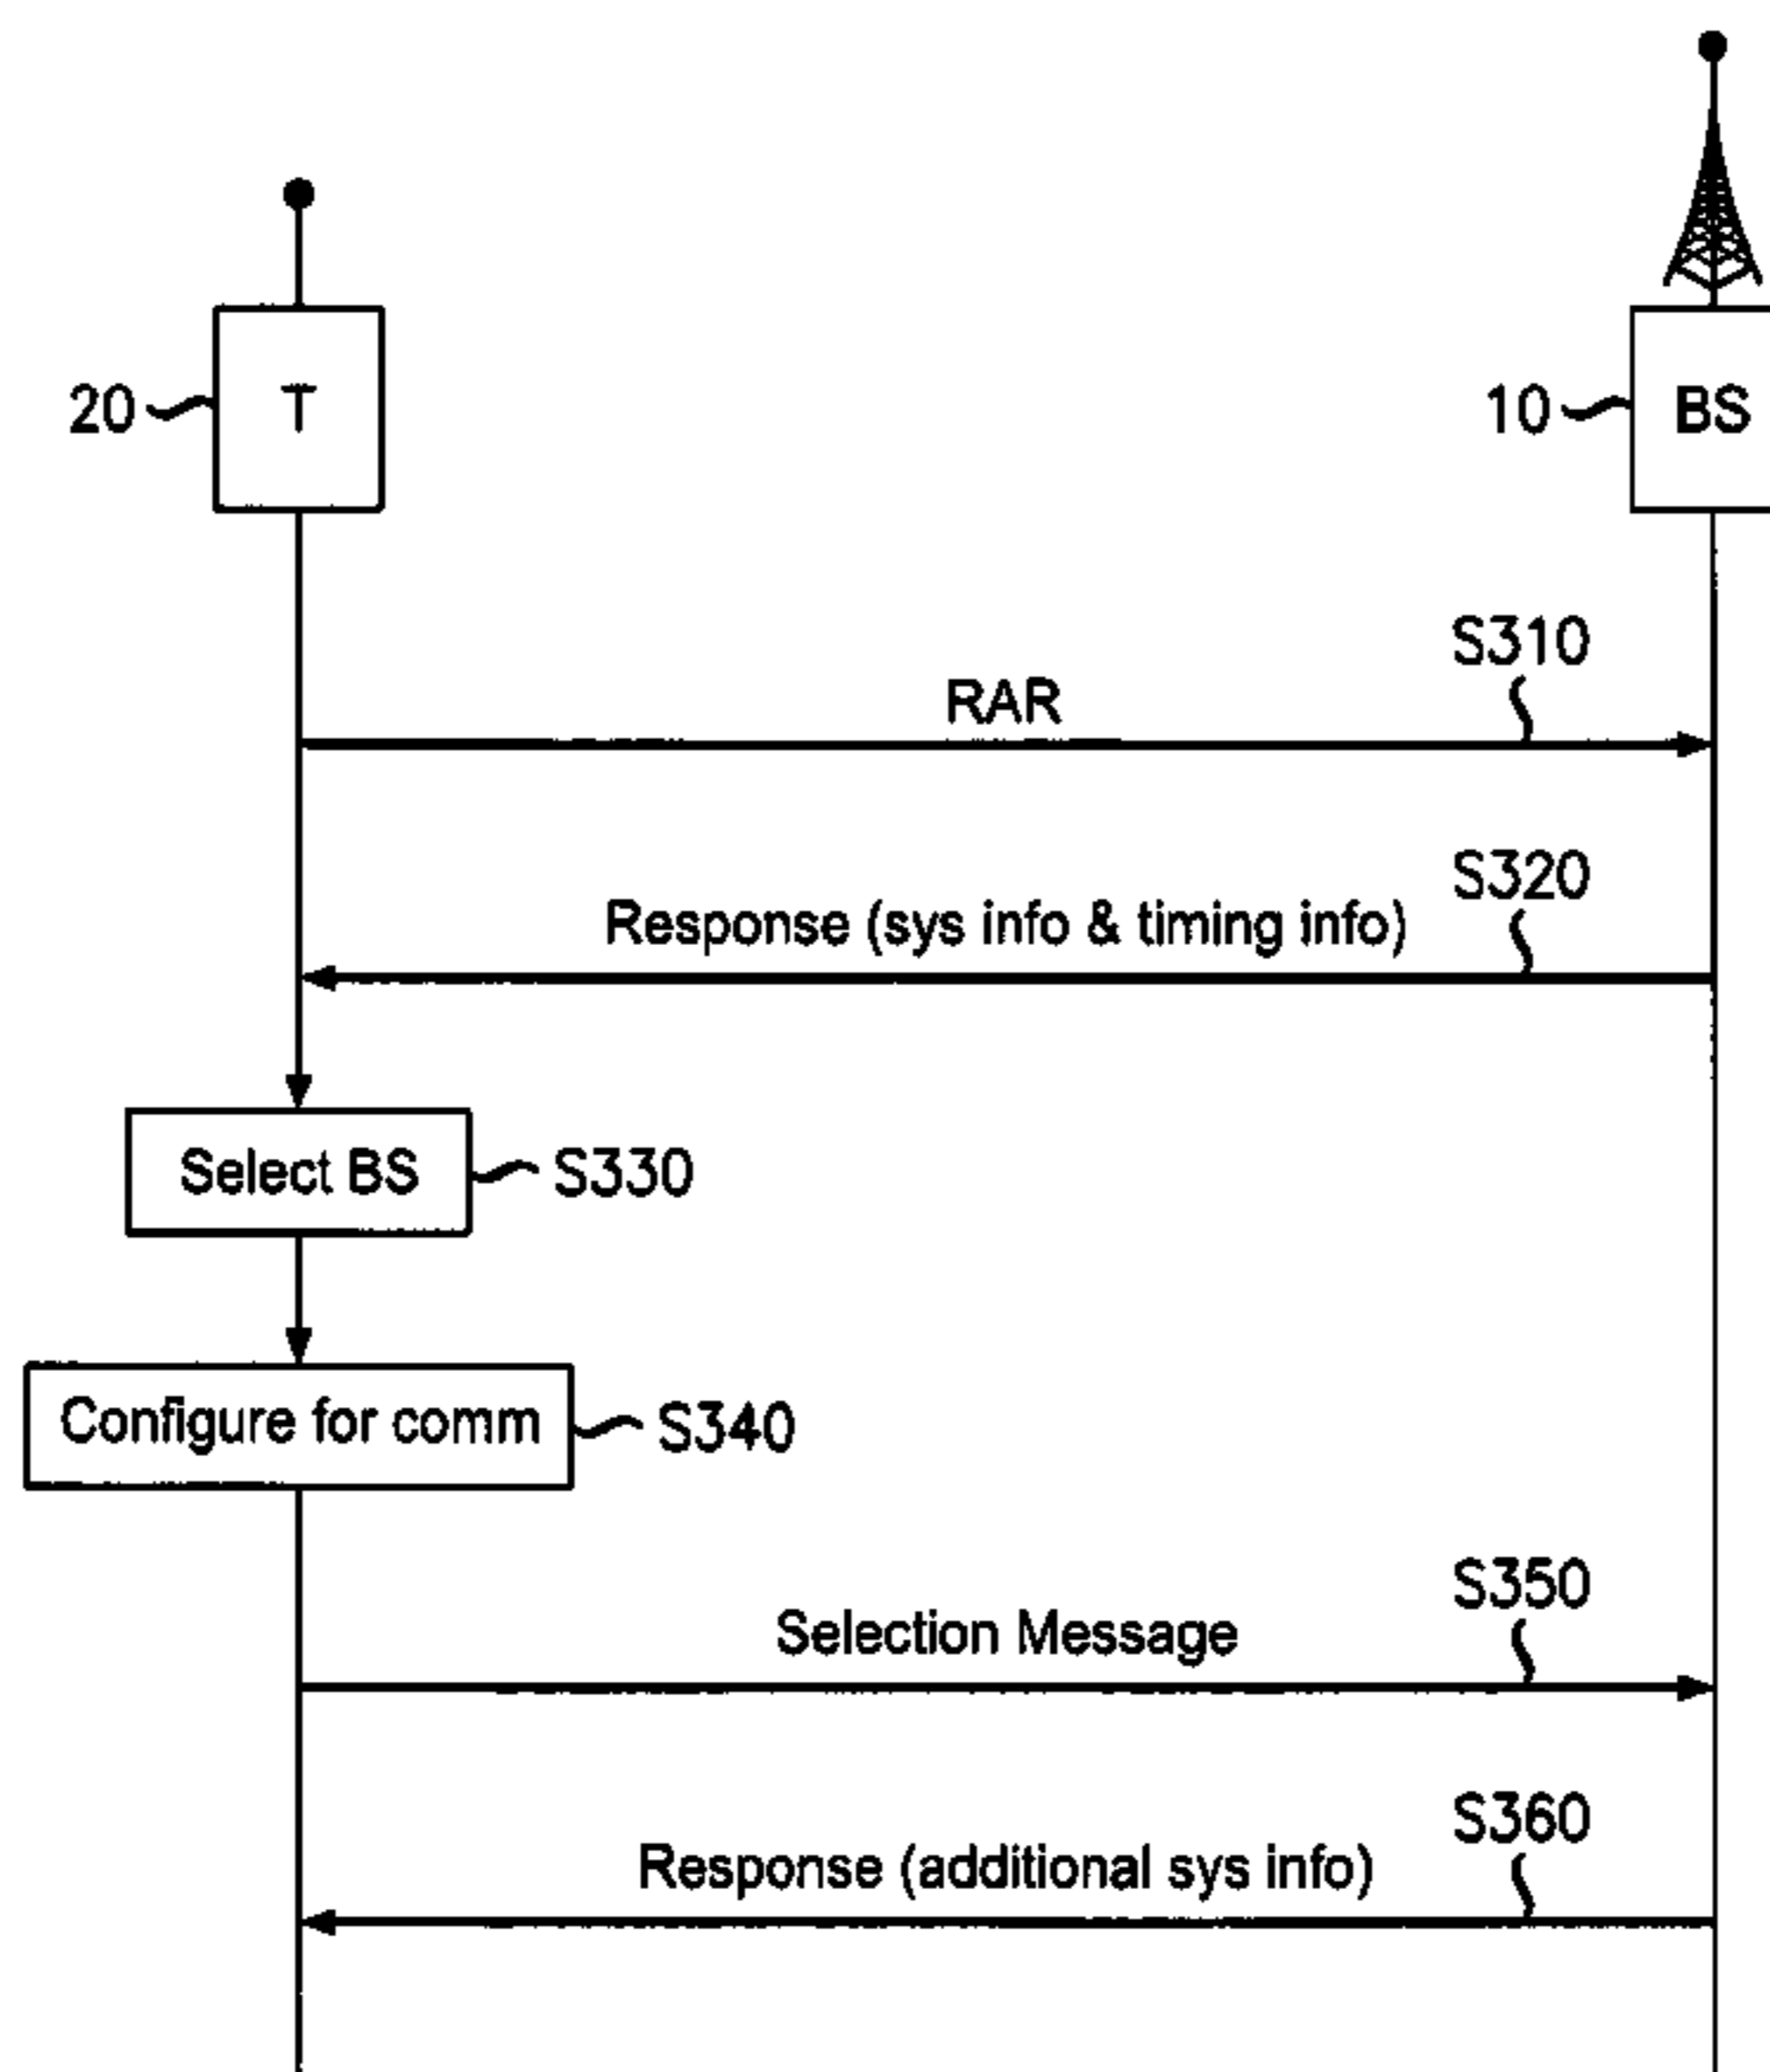 20
T
10
BS
S310
RAR
S320
Response (sys info & timing info)
Select BS
S330
Configure for comm
S340
S350
Selection Message
S360
Response (additional sys info)